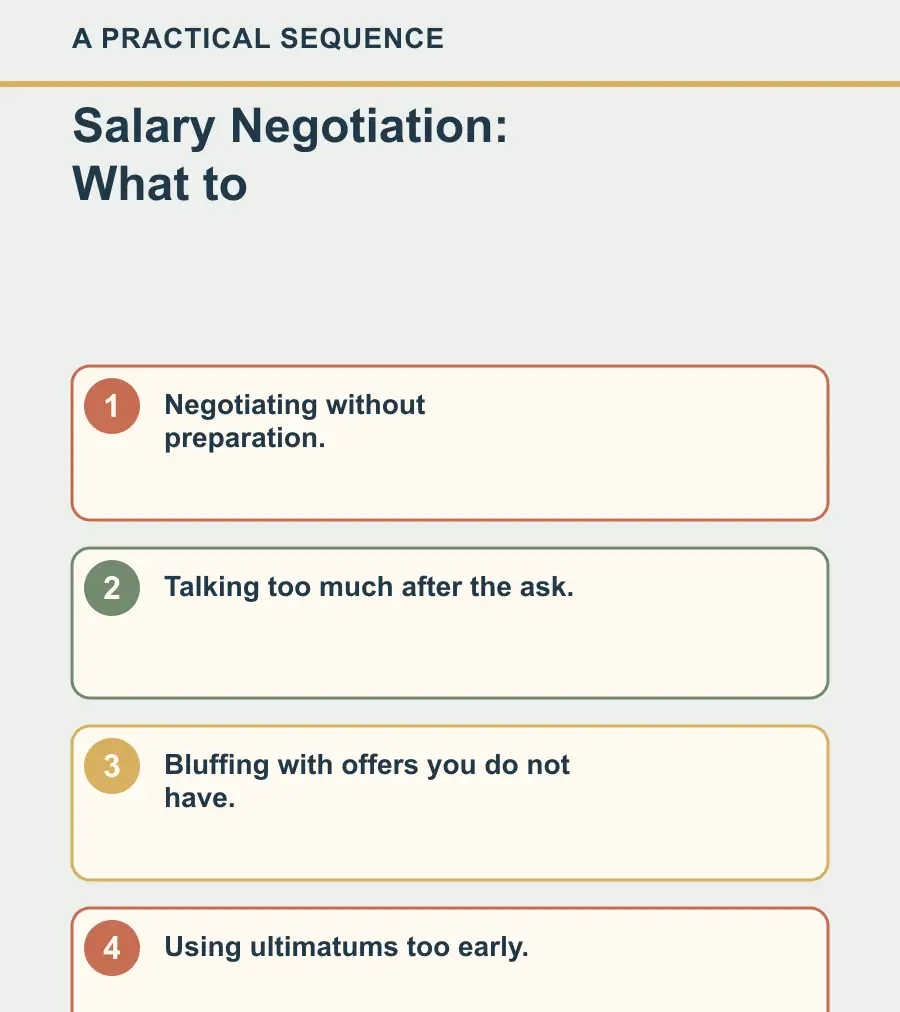 A PRACTICAL SEQUENCE
Salary Negotiation:
What to
1
Negotiating without
preparation.
2
Talking too much after the ask.
3
Bluffing with offers you do not
have.
4
Using ultimatums too early.